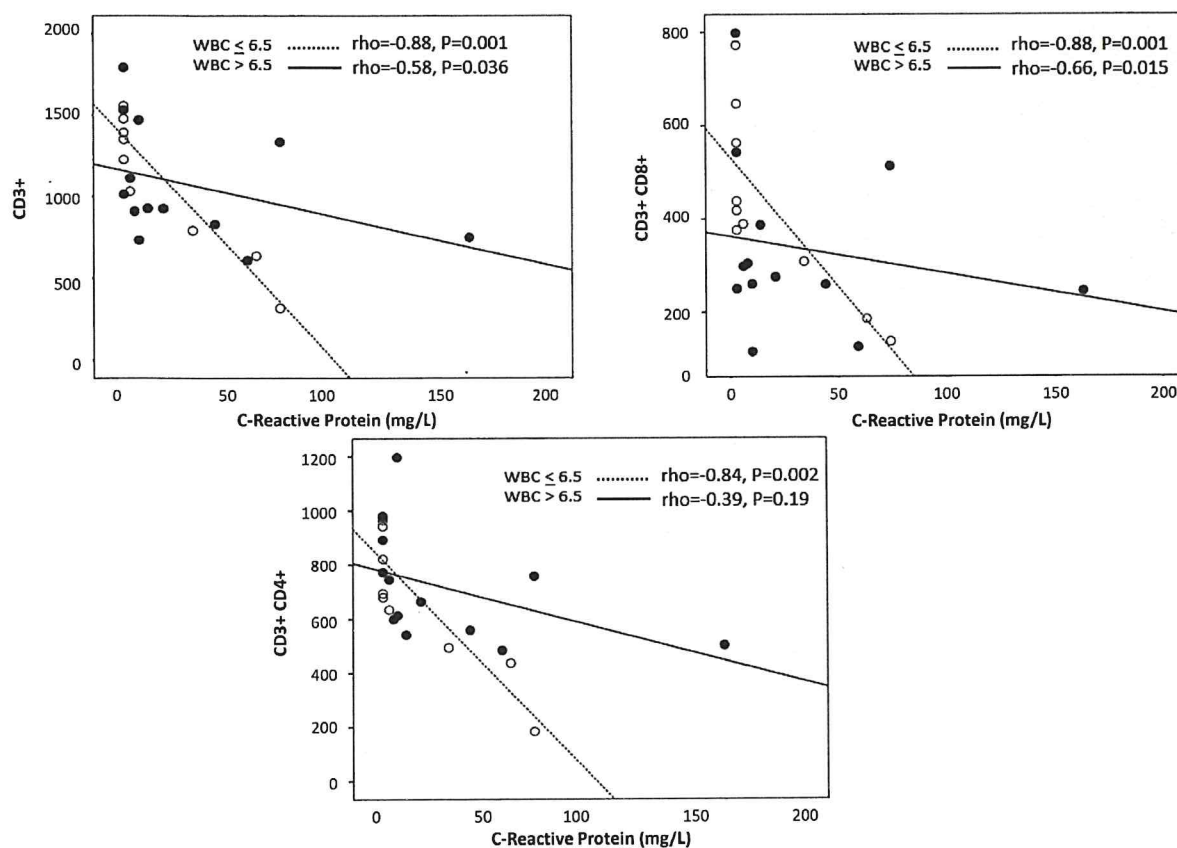 2000
1500
1000
500
0
CD3+
WBC ≤ 6.5 rho=-0.88, P=0.001
WBC > 6.5 rho=-0.58, P=0.036
0 50 100 150 200
C-Reactive Protein (mg/L)
800
600
400
200
0
CD3+ CD8+
WBC ≤ 6.5 rho=-0.88, P=0.001
WBC > 6.5 rho=-0.66, P=0.015
0 50 100 150 200
C-Reactive Protein (mg/L)
1200
1000
800
600
400
200
0
CD3+ CD4+
WBC ≤ 6.5 rho=-0.84, P=0.002
WBC > 6.5 rho=-0.39, P=0.19
0 50 100 150 200
C-Reactive Protein (mg/L)